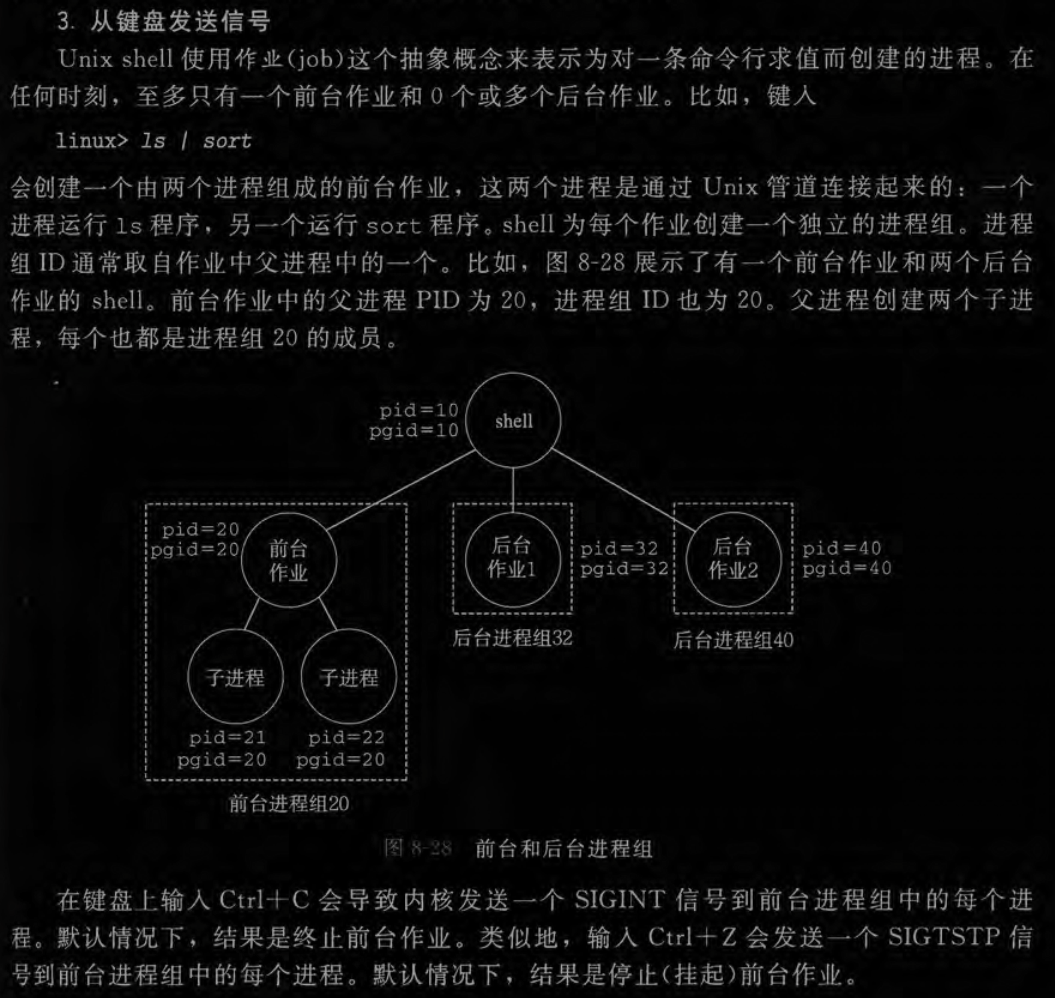 3. 从键盘发送信号
Unix shell 使用作业(job)这个抽象概念来表示为对一条命令行求值而创建的进程。在
任何时刻，至多只有一个前台作业和 0 个或多个后台作业。比如，键入
linux> ls | sort
会创建一个由两个进程组成的前台作业，这两个进程是通过 Unix 管道连接起来的：一个
进程运行 ls 程序，另一个运行 sort 程序。shell 为每个作业创建一个独立的进程组。进程
组 ID 通常取自作业中父进程中的一个。比如，图 8-28 展示了有一个前台作业和两个后台
作业的 shell。前台作业中的父进程 PID 为 20，进程组 ID 也为 20。父进程创建两个子进
程，每个也都是进程组 20 的成员。
pid=10
pgid=10
shell
pid=20
pgid=20
前台
作业
后台
作业1
pid=32
pgid=32
后台
作业2
pid=40
pgid=40
子进程
子进程
后台进程组32
后台进程组40
pid=21
pgid=20
pid=22
pgid=20
前台进程组20
图 8-28 前台和后台进程组
在键盘上输入 Ctrl+C 会导致内核发送一个 SIGINT 信号到前台进程组中的每个进
程。默认情况下，结果是终止前台作业。类似地，输入 Ctrl+Z 会发送一个 SIGTSTP 信
号到前台进程组中的每个进程。默认情况下，结果是停止(挂起)前台作业。